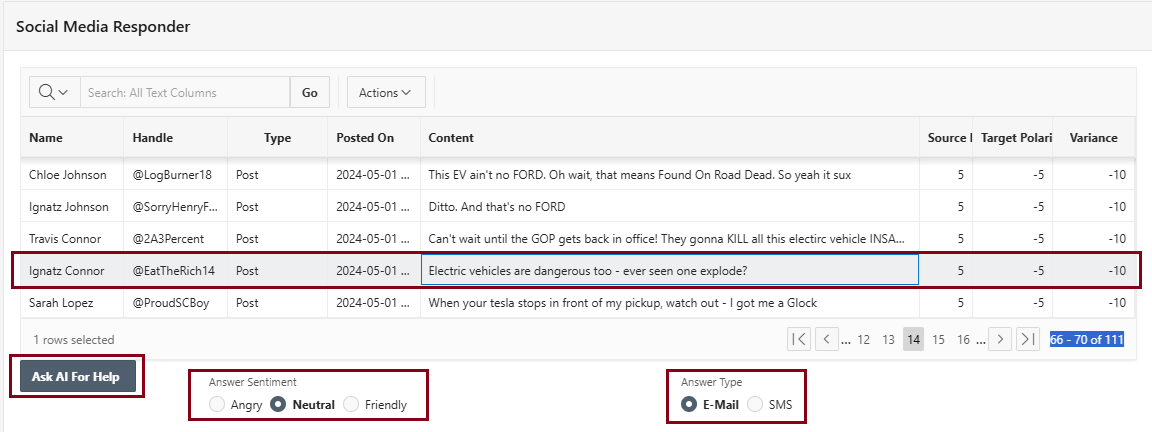 Social Media Responder
Search: All Text Columns Go Actions
Name Handle Type Posted On Content Source Target Polari Variance
Chloe Johnson @LogBurner18 Post 2024-05-01 ... This EV ain't no FORD. Oh wait, that means Found On Road Dead. So yeah it sux 5 -5 -10
Ignatz Johnson @SorryHenryF... Post 2024-05-01 ... Ditto. And that's no FORD 5 -5 -10
Travis Connor @2A3Percent Post 2024-05-01 ... Can't wait until the GOP gets back in office! They gonna KILL all this electirc vehicle INSA... 5 -5 -10
Ignatz Connor @EatTheRich14 Post 2024-05-01 ... Electric vehicles are dangerous too - ever seen one explode? 5 -5 -10
Sarah Lopez @ProudSCBoy Post 2024-05-01 ... When your tesla stops in front of my pickup, watch out - I got me a Glock 5 -5 -10
1 rows selected ... 12 13 14 15 16 ... 66 - 70 of 111
Ask AI For Help
Answer Sentiment Answer Type
Angry Neutral Friendly E-Mail SMS